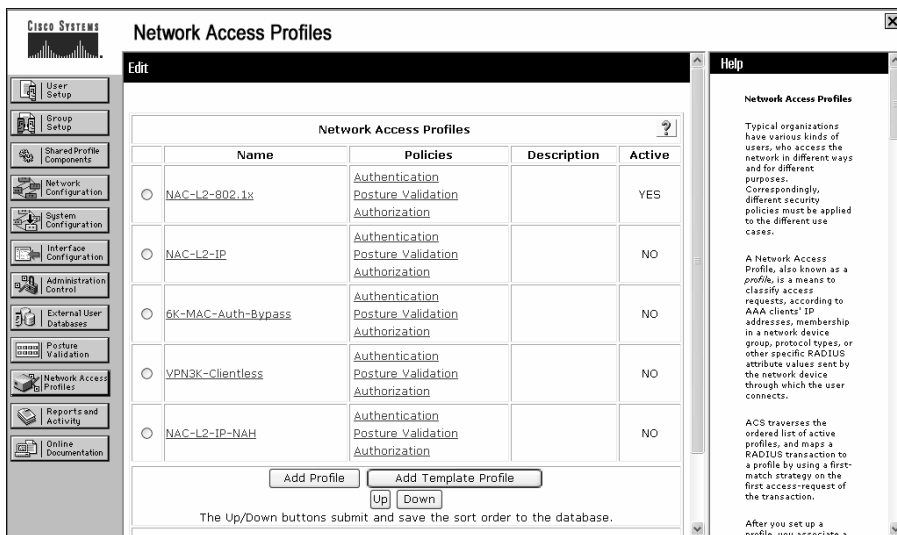 CISCO SYSTEMS
Network Access Profiles
User
Setup
Group
Setup
Shared Profile
Components
Network
Configuration
System
Configuration
Interface
Configuration
Administration
Control
External User
Databases
Posture
Validation
Network Access
Profiles
Reports and
Activity
Online
Documentation
Edit
Network Access Profiles
?
Name Policies Description Active
NAC-L2-802.1x Authentication YES
Posture Validation
Authorization
NAC-L2-IP Authentication NO
Posture Validation
Authorization
6K-MAC-Auth-Bypass Authentication NO
Posture Validation
Authorization
VPN3K-Clientless Authentication NO
Posture Validation
Authorization
NAC-L2-IP-NAH Authentication NO
Posture Validation
Authorization
Add Profile Add Template Profile
Up Down
The Up/Down buttons submit and save the sort order to the database.
Help
Network Access Profiles
Typical organizations
have various kinds of
users, who access the
network in different ways
and for different
purposes.
Correspondingly,
different security
policies must be applied
to the different use
cases.
A Network Access
Profile, also known as a
profile, is a means to
classify access
requests, according to
AAA clients' IP
addresses, membership
in a network device
group, protocol types, or
other specific RADIUS
attribute values sent by
the network device
through which the user
connects.
ACS traverses the
ordered list of active
profiles, and maps a
RADIUS transaction to
a profile by using a first-
match strategy on the
first access-request of
the transaction.
After you set up a
profile, you associate a